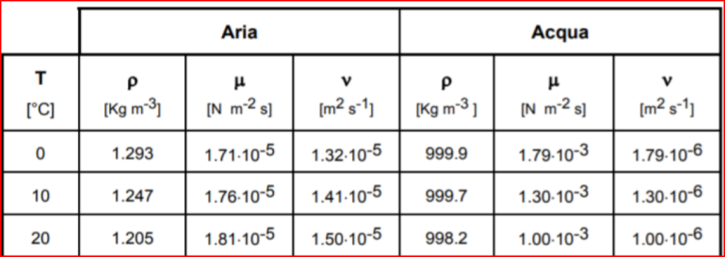 Aria Acqua
T ρ μ ν ρ μ ν
[°C] [Kg m-3] [N m-2 s] [m2 s-1] [Kg m-3 ] [N m-2 s] [m2 s-1]
0 1.293 1.71·10-5 1.32·10-5 999.9 1.79·10-3 1.79·10-6
10 1.247 1.76·10-5 1.41·10-5 999.7 1.30·10-3 1.30·10-6
20 1.205 1.81·10-5 1.50·10-5 998.2 1.00·10-3 1.00·10-6